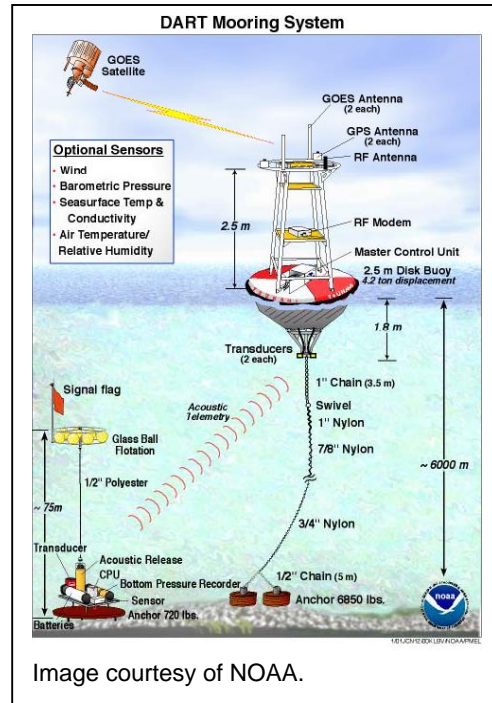 DART Mooring System
GOES
Satellite
GOES Antenna
(2 each)
GPS Antenna
(2 each)
RF Antenna
Optional Sensors
• Wind
• Barometric Pressure
• Seasurface Temp &
Conductivity
• Air Temperature/
Relative Humidity
2.5 m
RF Modem
Master Control Unit
2.5 m Disk Buoy
4.2 ton displacement
1.8 m
Transducers
(2 each)
1" Chain (3.5 m)
Swivel
1" Nylon
7/8" Nylon
Signal flag
Acoustic
Telemetry
Glass Ball
Flotation
~ 6000 m
1/2" Polyester
~ 75m
3/4" Nylon
Transducer
Acoustic Release
CPU
Bottom Pressure Recorder
1/2" Chain (5 m)
Sensor
Anchor 6850 lbs.
Anchor 720 lbs.
Batteries
noaa
Image courtesy of NOAA.